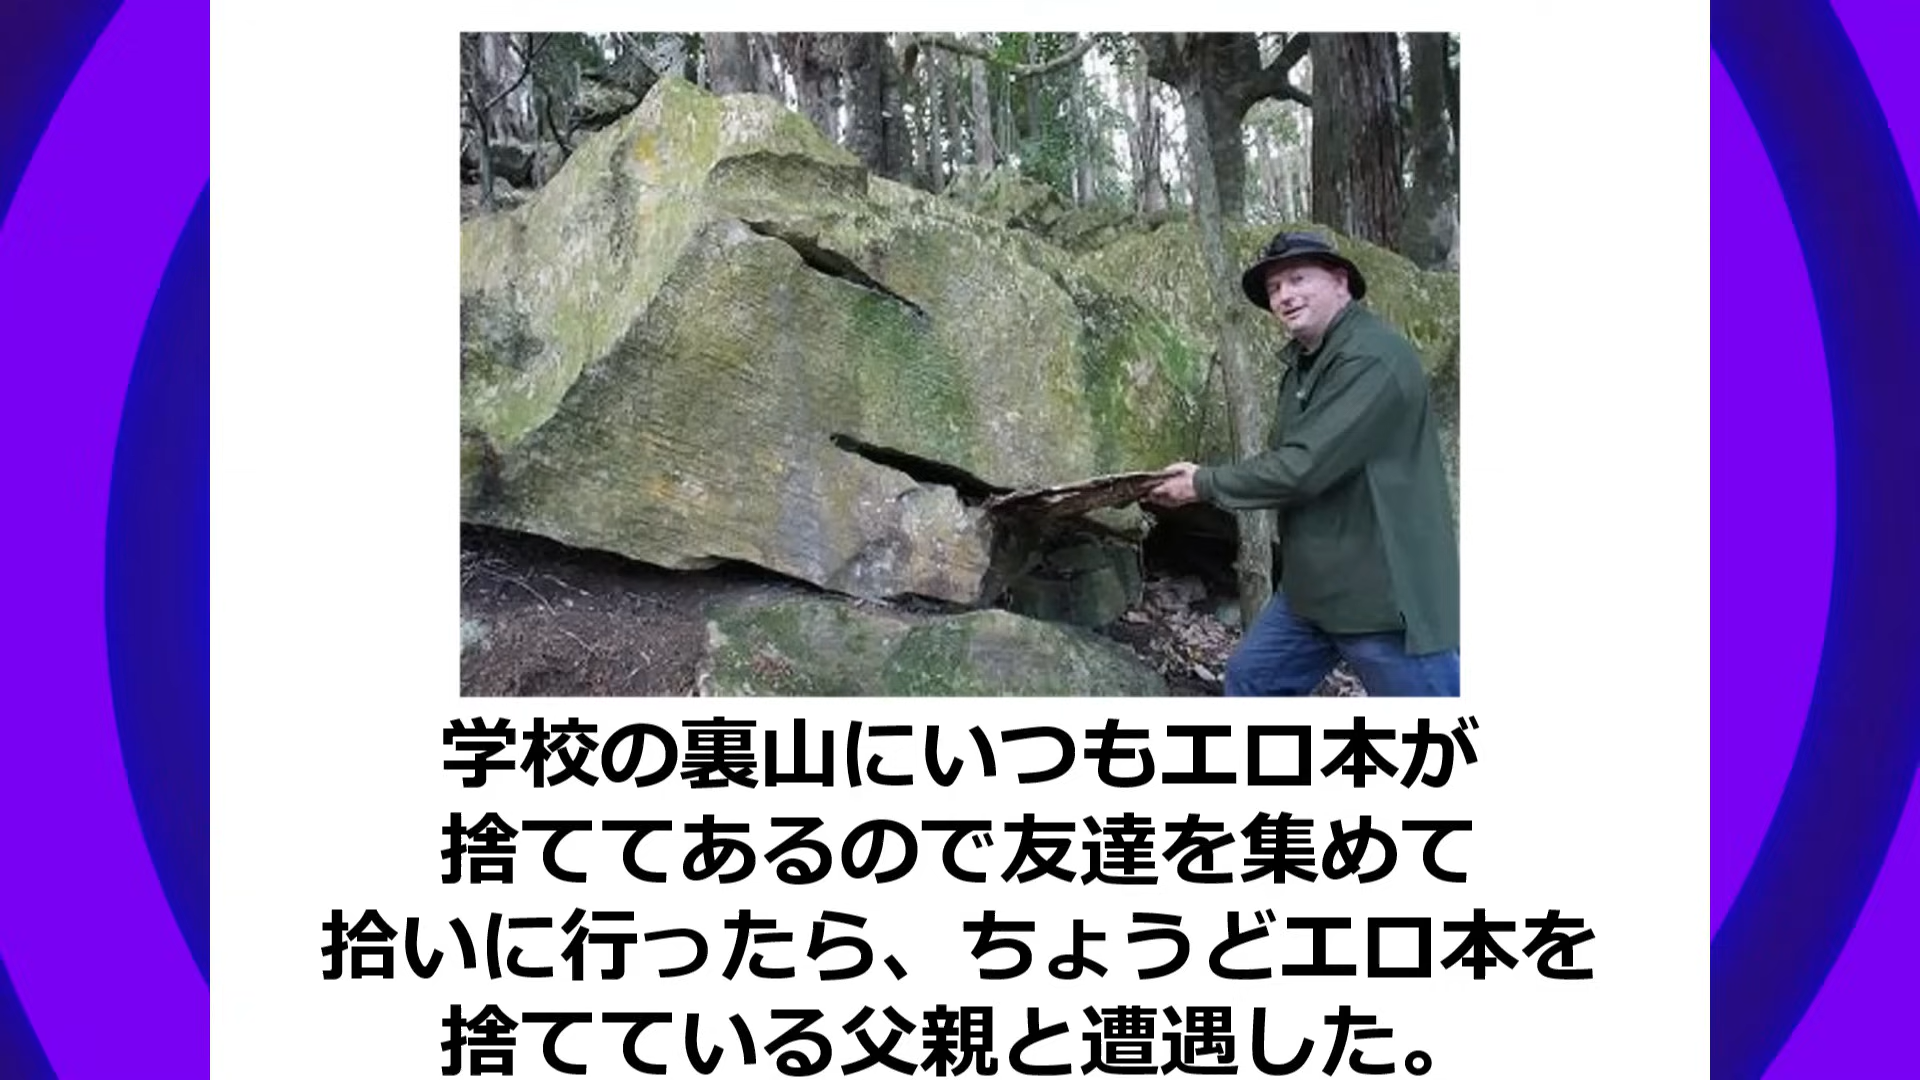 学校の裏山にいつもエロ本が
捨ててあるので友達を集めて
拾いに行ったら、ちょうどエロ本を
捨てている父親と遭遇した。